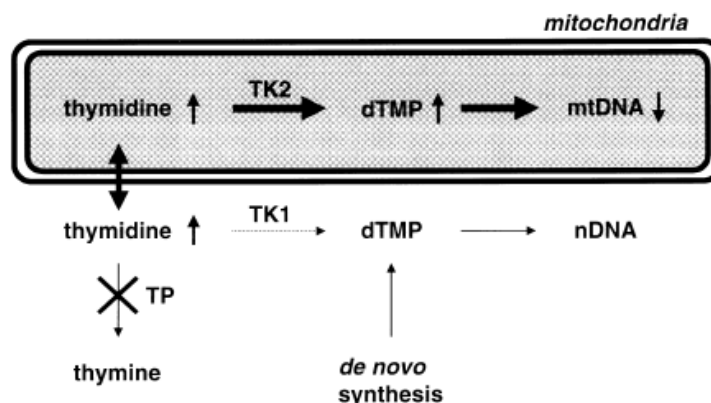 mitochondria
TK2
thymidine dTMP mtDNA
TK1
thymidine dTMP nDNA
TP
thymine de novo
synthesis